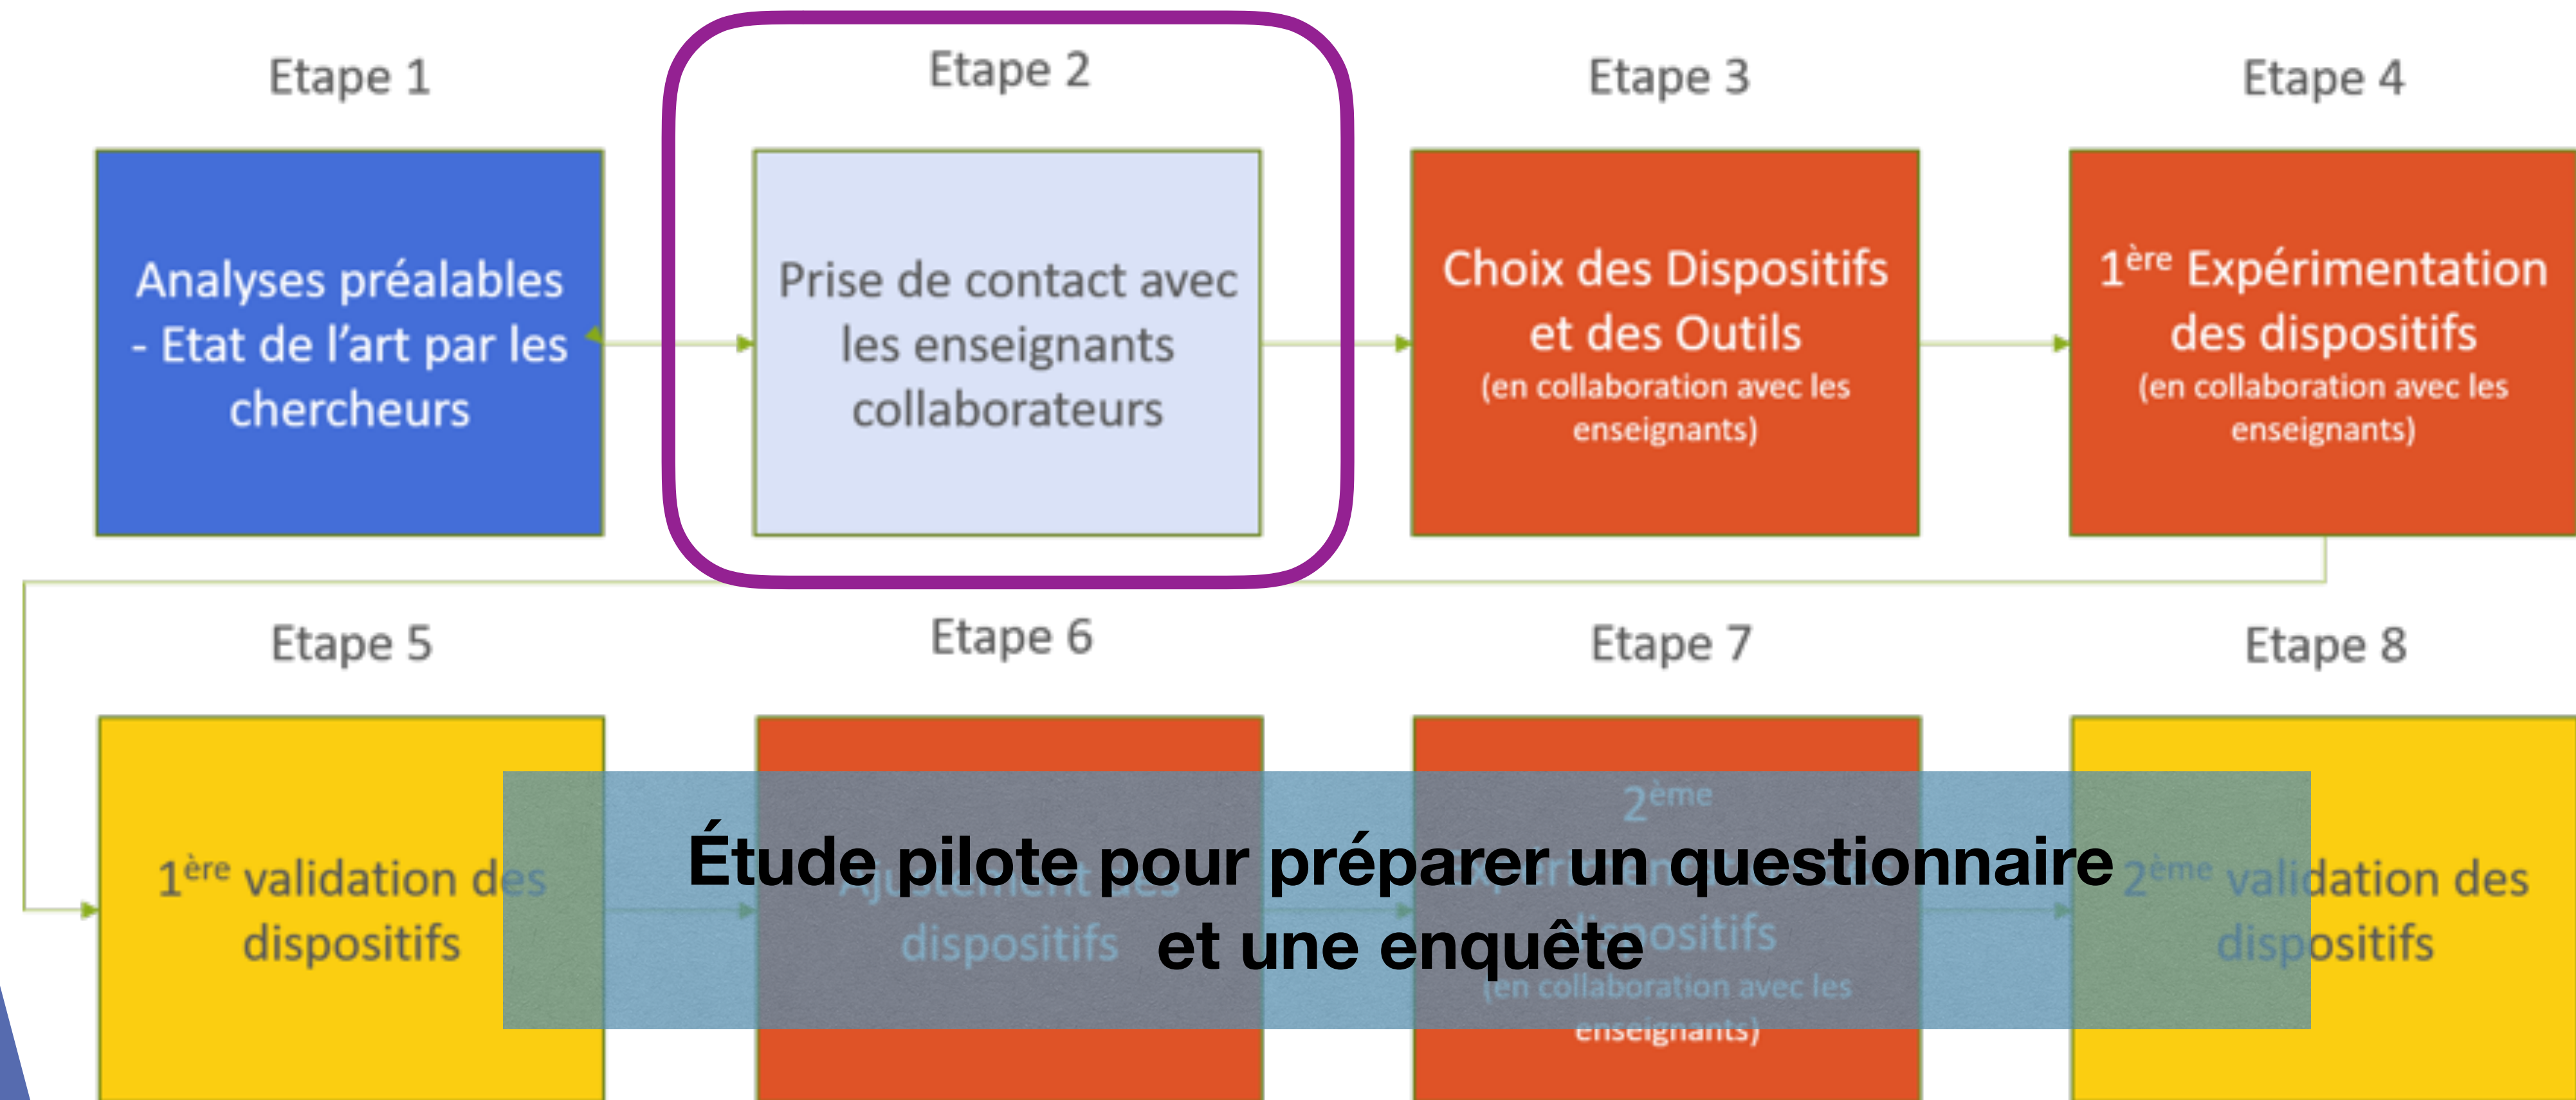 Etape 1
Etape 2
Etape 3
Etape 4
Analyses préalables
- Etat de l'art par les
chercheurs
Prise de contact avec
les enseignants
collaborateurs
Choix des Dispositifs
et des Outils
(en collaboration avec les
enseignants)
1ère Expérimentation
des dispositifs
(en collaboration avec les
enseignants)
Etape 5
Etape 6
Etape 7
Etape 8
1ère validation des
dispositifs
Ajustement des
dispositifs
2ème
dispositifs
(en collaboration avec les
enseignants)
2ème validation des
dispositifs
Étude pilote pour préparer un questionnaire
et une enquête